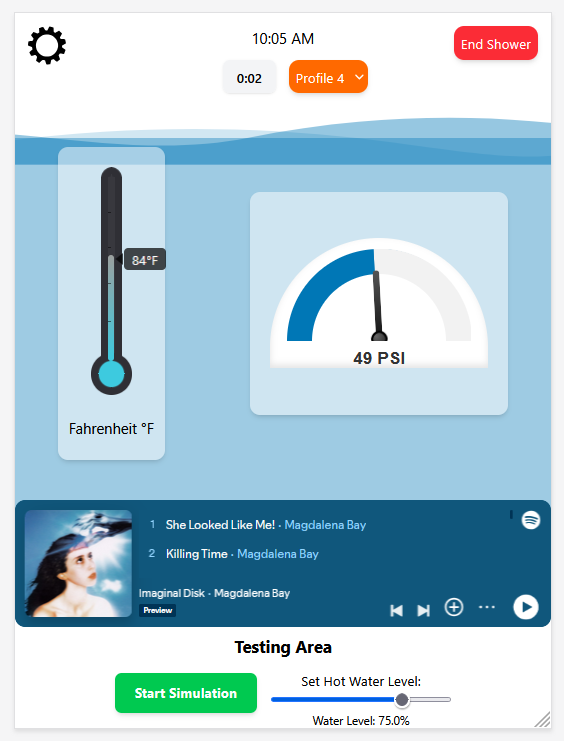 10:05 AM
End Shower
0:02
Profile 4
84°F
49 PSI
Fahrenheit °F
1 She Looked Like Me! · Magdalena Bay
2 Killing Time · Magdalena Bay
Imaginal Disk · Magdalena Bay
Preview
Testing Area
Start Simulation
Set Hot Water Level:
Water Level: 75.0%